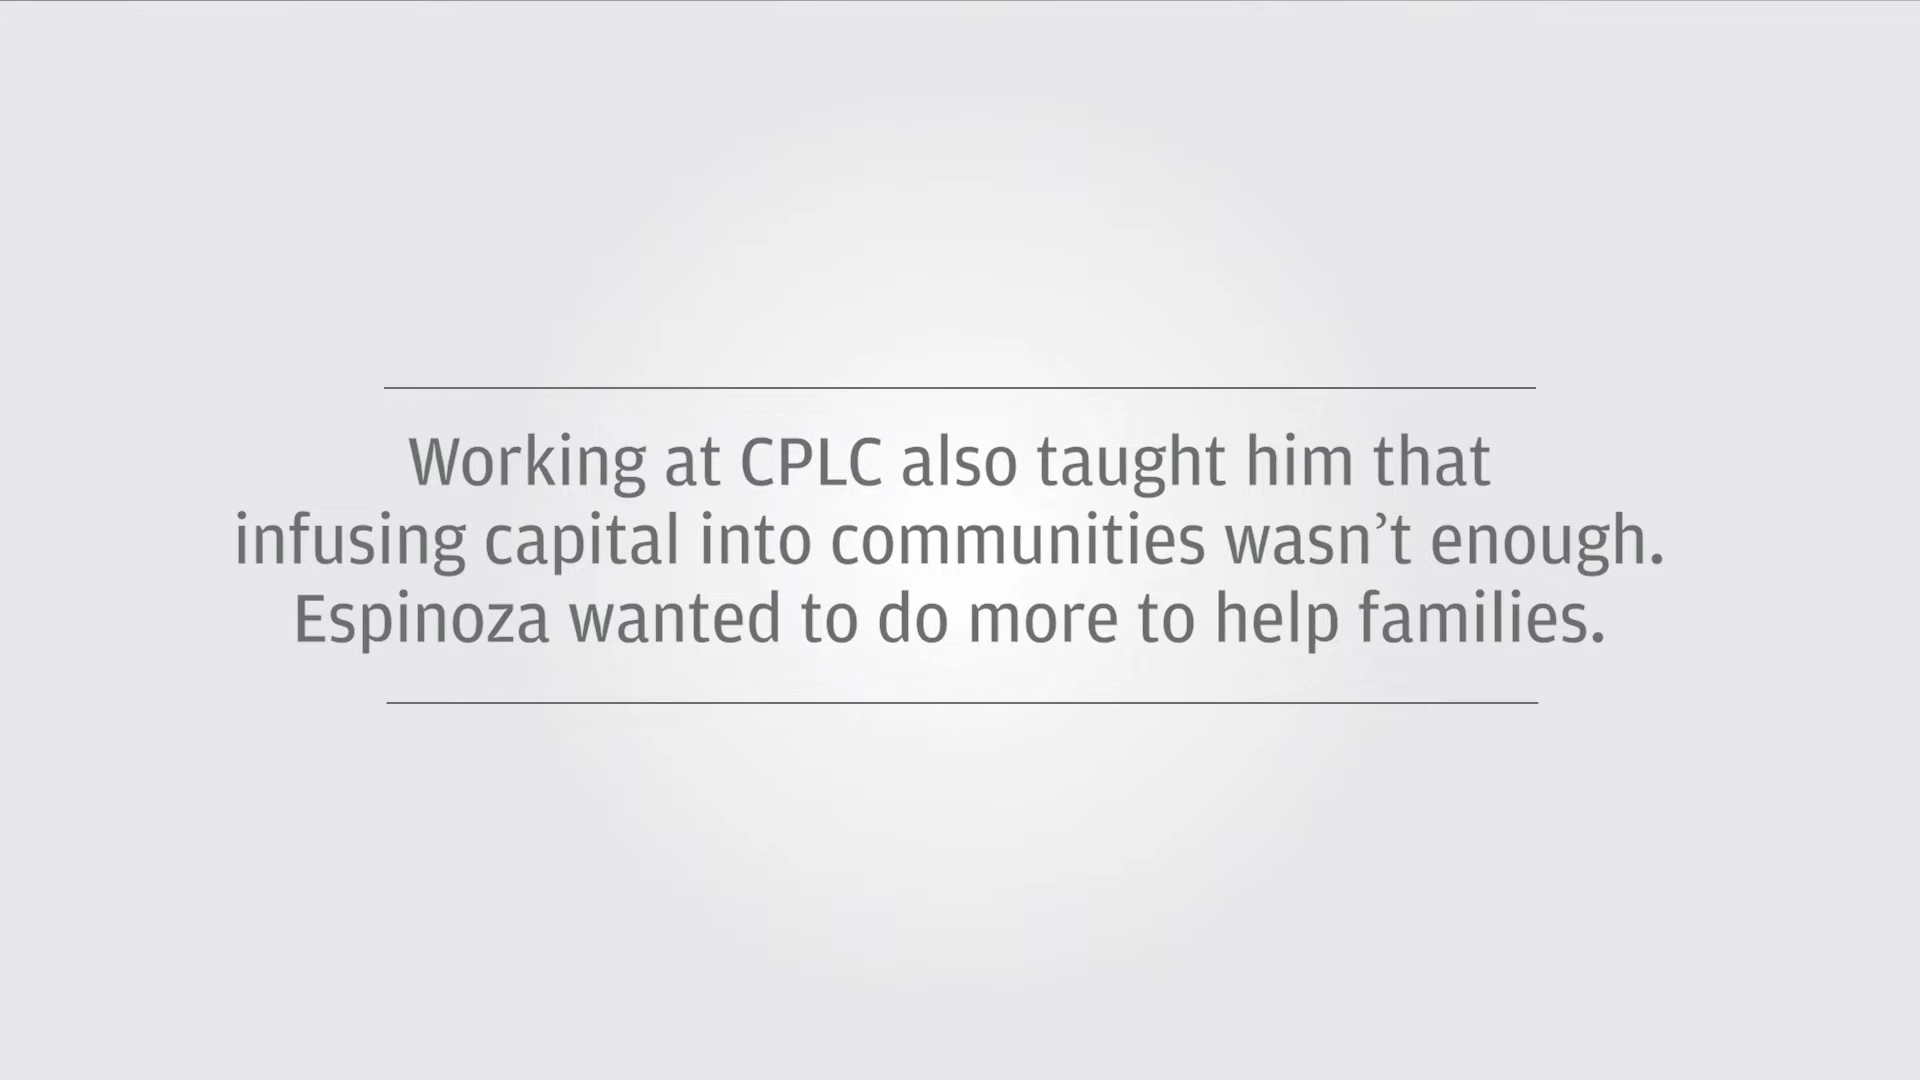 Working at CPLC also taught him that
infusing capital into communities wasn’t enough.
Espinoza wanted to do more to help families.